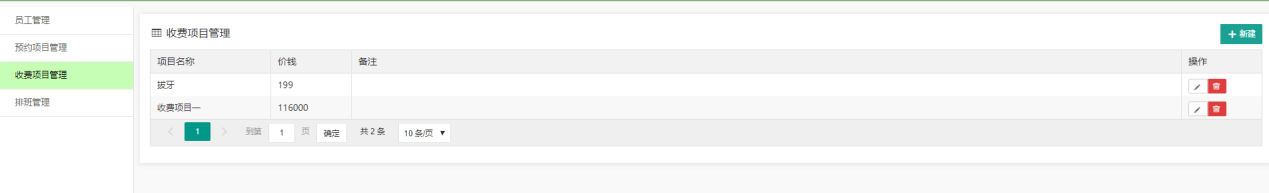 员工管理
预约项目管理
收费项目管理
排班管理
收费项目管理
+ 新建
项目名称 价钱 备注 操作
拔牙 199
收费项目一 116000
< 1 > 到第 1 页 确定 共 2 条 10 条/页 ▼